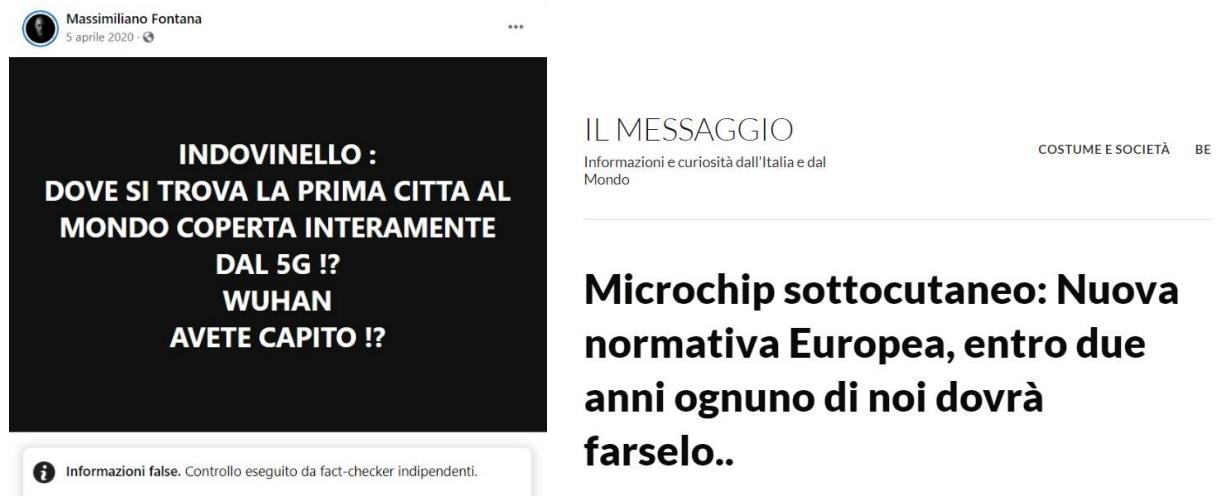 Massimiliano Fontana
5 aprile 2020 ·
INDOVINELLO :
DOVE SI TROVA LA PRIMA CITTA AL
MONDO COPERTA INTERAMENTE
DAL 5G !?
WUHAN
AVETE CAPITO !?
Informazioni false. Controllo eseguito da fact-checker indipendenti.
IL MESSAGGIO
Informazioni e curiosità dall'Italia e dal
Mondo
COSTUME E SOCIETÀ BE
Microchip sottocutaneo: Nuova
normativa Europea, entro due
anni ognuno di noi dovrà
farselo..